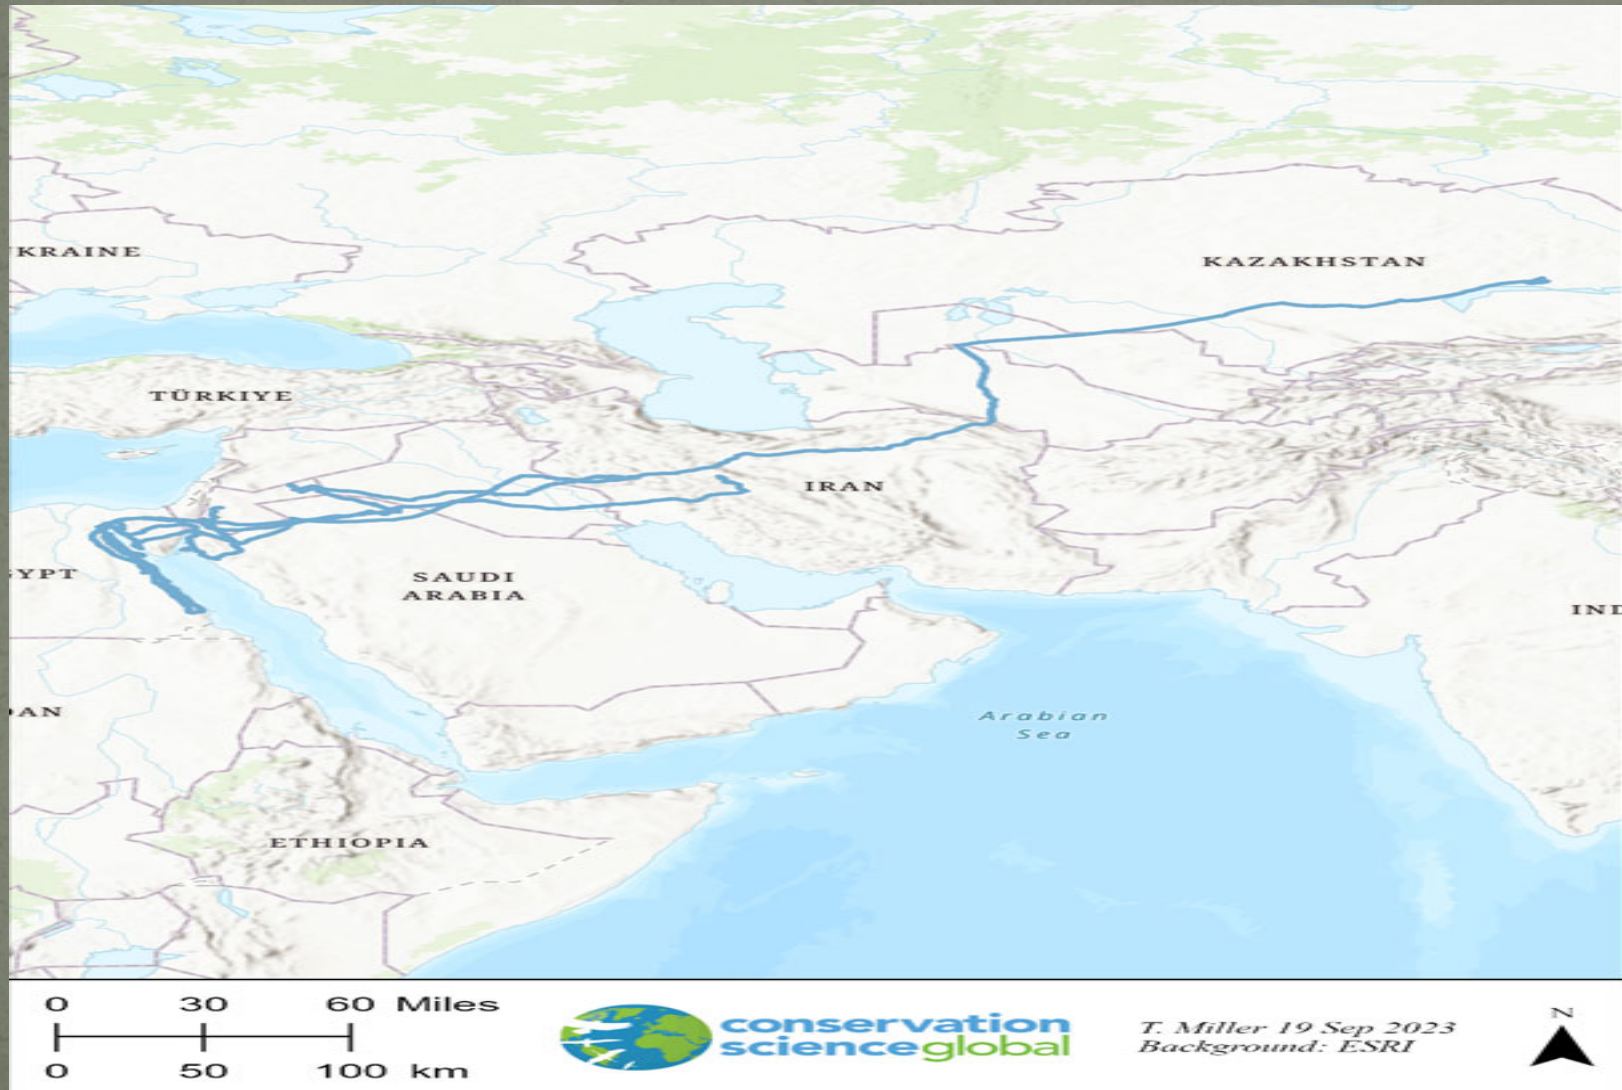 KRAINE
KAZAKHSTAN
TÜRKIYE
IRAN
YPT
SAUDI
ARABIA
IND
AN
Arabian
Sea
ETHIOPIA
0 30 60 Miles
0 50 100 km
conservation
scienceglobal
T. Miller 19 Sep 2023
Background: ESRI
N